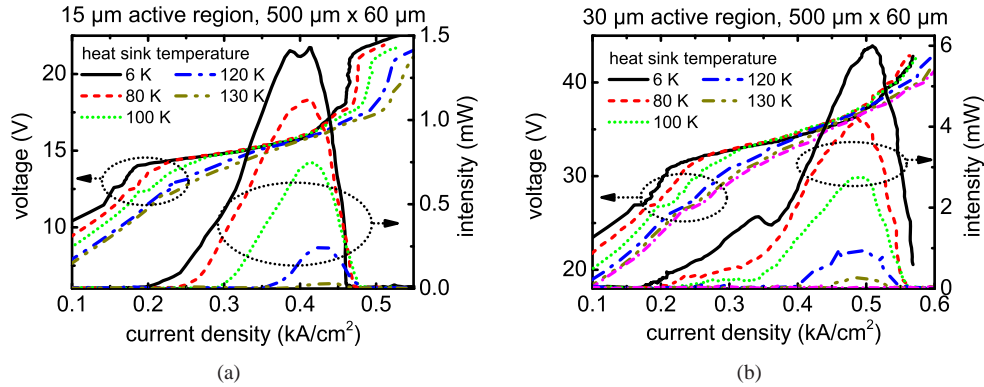 15 µm active region, 500 µm x 60 µm
heat sink temperature
6 K
120 K
80 K
130 K
100 K
voltage (V)
20
15
10
intensity (mW)
1.5
1.0
0.5
0.0
0.1 0.2 0.3 0.4 0.5
current density (kA/cm²)
(a)
30 µm active region, 500 µm x 60 µm
heat sink temperature
6 K
120 K
80 K
130 K
100 K
voltage (V)
40
30
20
intensity (mW)
6
5
4
3
2
1
0
0.1 0.2 0.3 0.4 0.5 0.6
current density (kA/cm²)
(b)